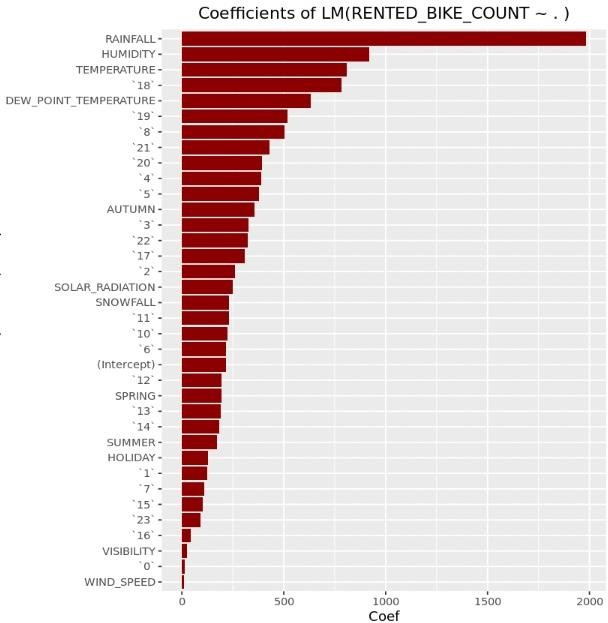 Coefficients of LM(RENTED_BIKE_COUNT ~ . )
RAINFALL
HUMIDITY
TEMPERATURE
`18`
DEW_POINT_TEMPERATURE
`19`
`8`
`21`
`20`
`4`
`5`
AUTUMN
`3`
`22`
`17`
`2`
SOLAR_RADIATION
SNOWFALL
`11`
`10`
`6`
(Intercept)
`12`
SPRING
`13`
`14`
SUMMER
HOLIDAY
`1`
`7`
`15`
`23`
`16`
VISIBILITY
`0`
WIND_SPEED
0 500 1000 1500 2000
Coef